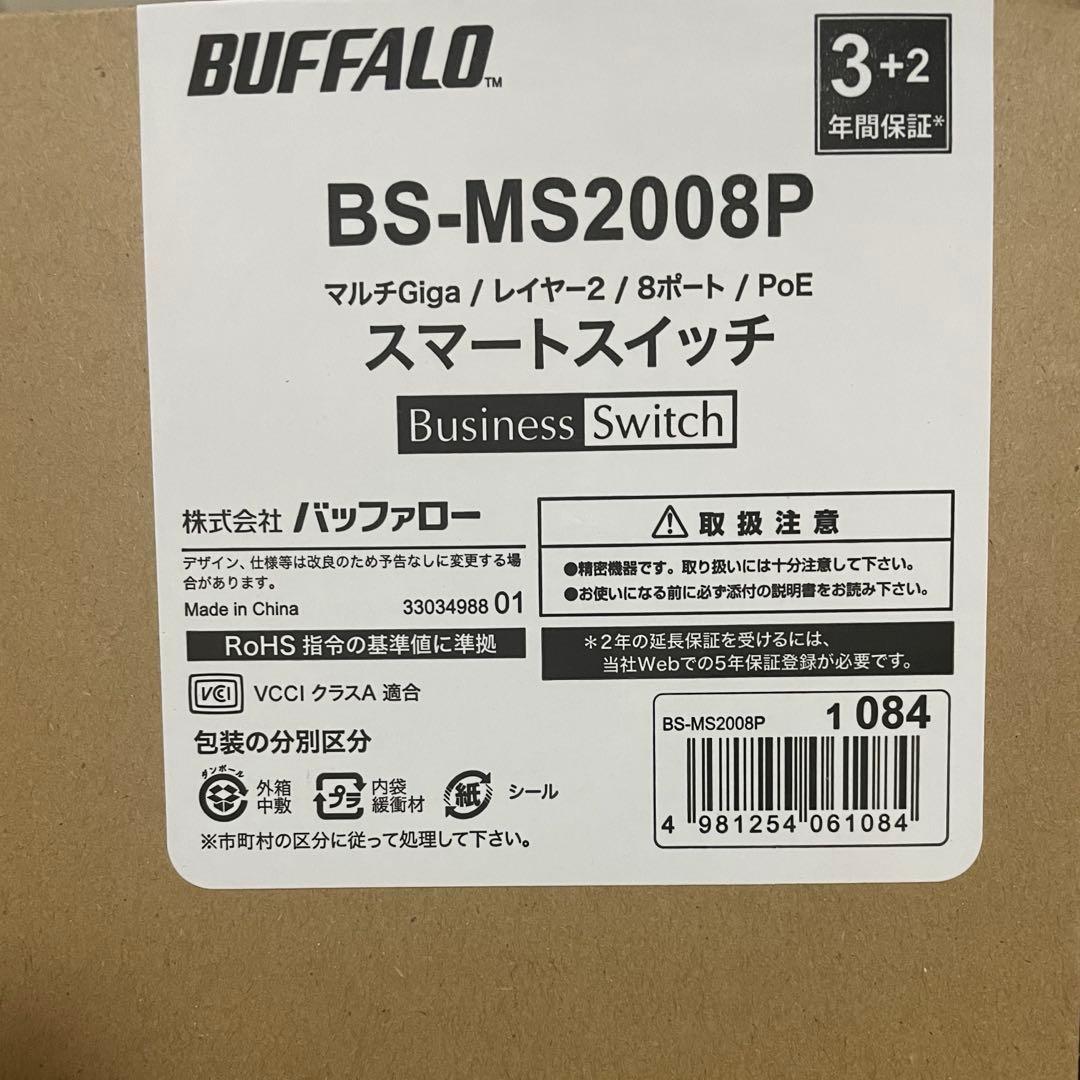 BUFFALO™
3+2
年間保証*
BS-MS2008P
マルチGiga / レイヤー2 / 8ポート / PoE
スマートスイッチ
Business Switch
株式会社 バッファロー
デザイン、仕様等は改良のため予告なしに変更する場
合があります。
Made in China 33034988 01
RoHS 指令の基準値に準拠
VCCI VCCI クラスA 適合
包装の分別区分
ダンボール
外箱
中敷
プラ
内袋
緩衝材
紙
シール
※市町村の区分に従って処理して下さい。
⚠取扱注意
●精密機器です。取り扱いには十分注意して下さい。
●お使いになる前に必ず添付の説明書をお読み下さい。
*2年の延長保証を受けるには、
当社Webでの5年保証登録が必要です。
BS-MS2008P 1 084
4 981254 061084